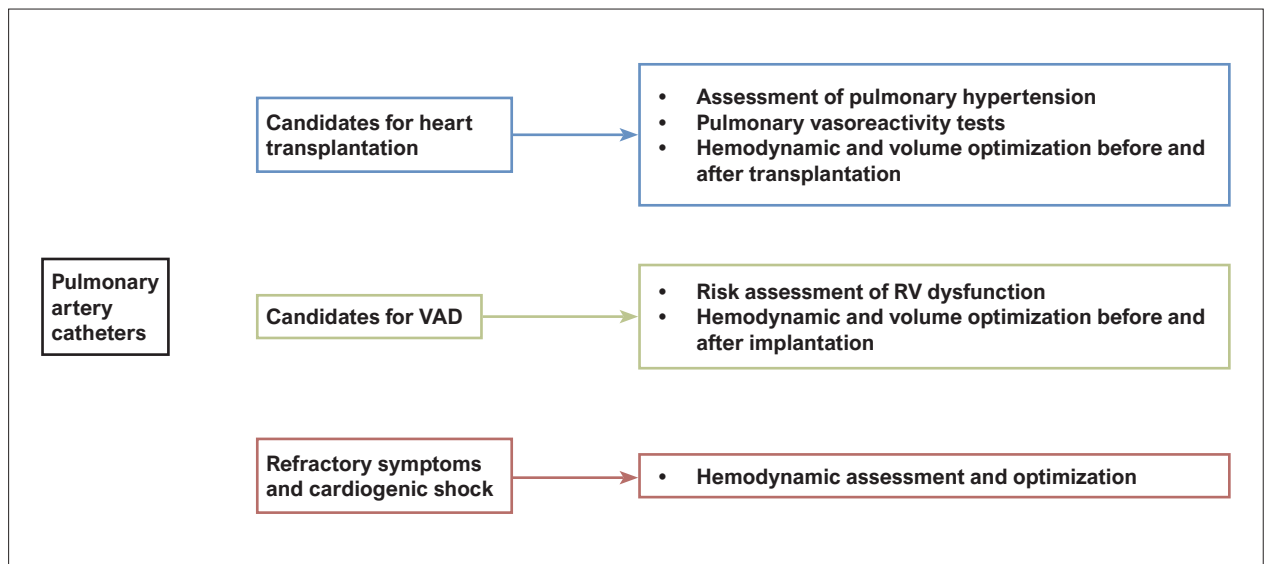 Pulmonary
artery
catheters
Candidates for heart
transplantation
• Assessment of pulmonary hypertension
• Pulmonary vasoreactivity tests
• Hemodynamic and volume optimization before and
after transplantation
Candidates for VAD
• Risk assessment of RV dysfunction
• Hemodynamic and volume optimization before and
after implantation
Refractory symptoms
and cardiogenic shock
• Hemodynamic assessment and optimization